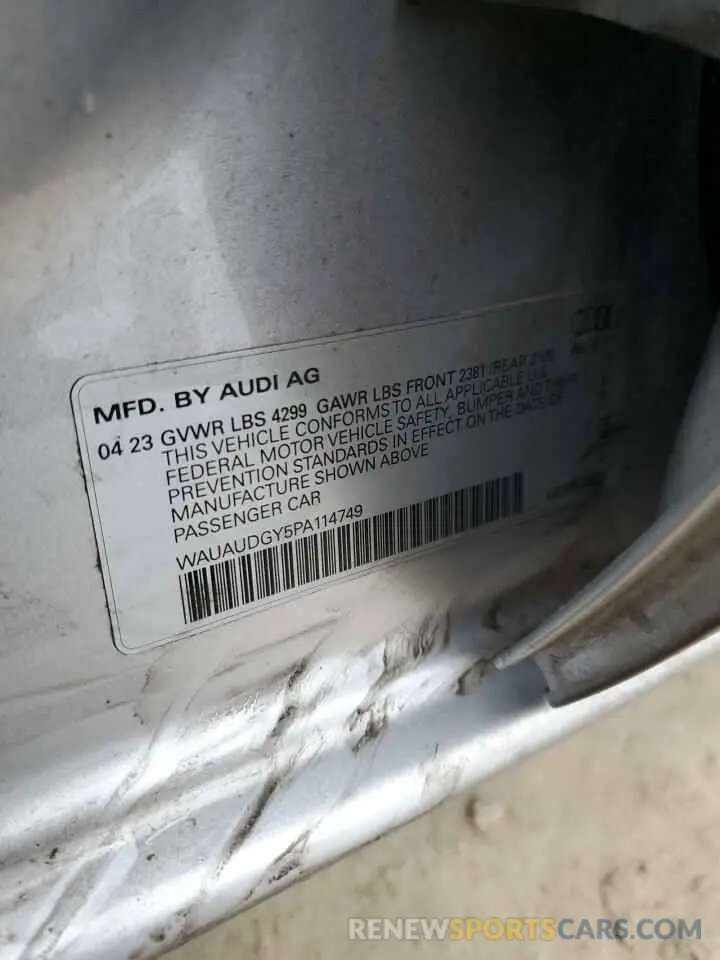 MFD. BY AUDI AG
04 23 GVWR LBS 4299 GAWR LBS FRONT 2381 /REAR
THIS VEHICLE CONFORMS TO ALL APPLICABLE U.S.
FEDERAL MOTOR VEHICLE SAFETY, BUMPER AND THEFT
PREVENTION STANDARDS IN EFFECT ON THE DATE OF
MANUFACTURE SHOWN ABOVE
PASSENGER CAR
WAUAUDGY5PA114749
RENEWSPORTSCARS.COM